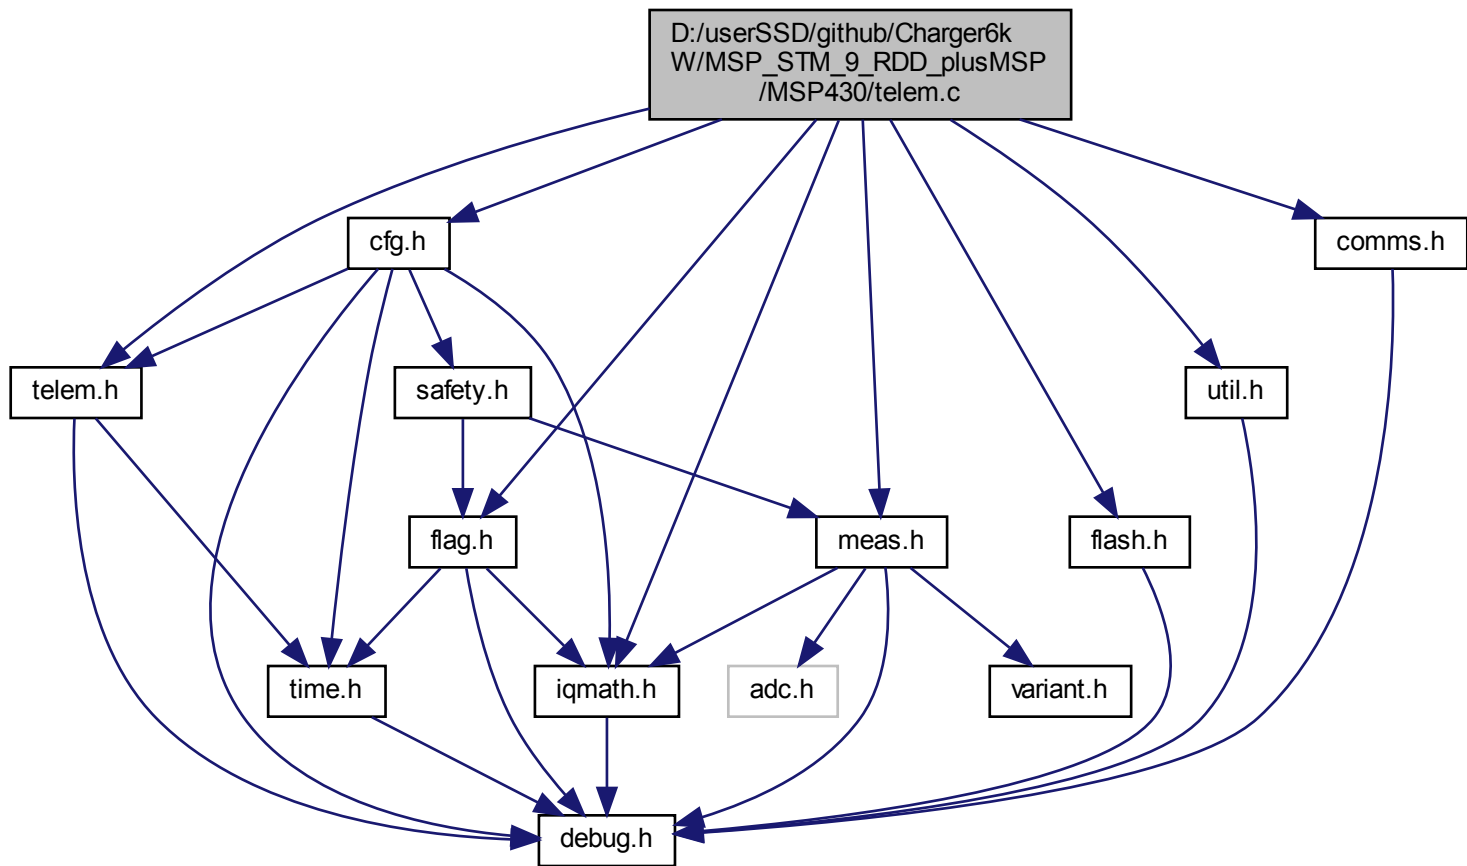 D:/userSSD/github/Charger6k
W/MSP_STM_9_RDD_plusMSP
/MSP430/telem.c
cfg.h
comms.h
telem.h
safety.h
util.h
flag.h
meas.h
flash.h
time.h
iqmath.h
adc.h
variant.h
debug.h